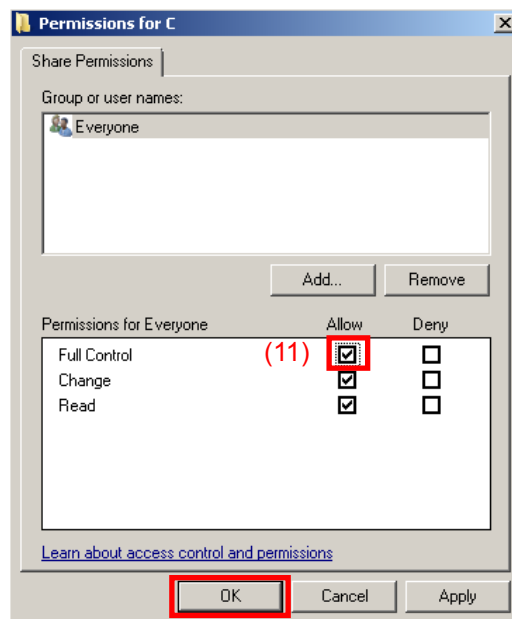 Permissions for C
Share Permissions
Group or user names:
Everyone
Add... Remove
Permissions for Everyone Allow Deny
Full Control (11)
Change
Read
Learn about access control and permissions
OK Cancel Apply